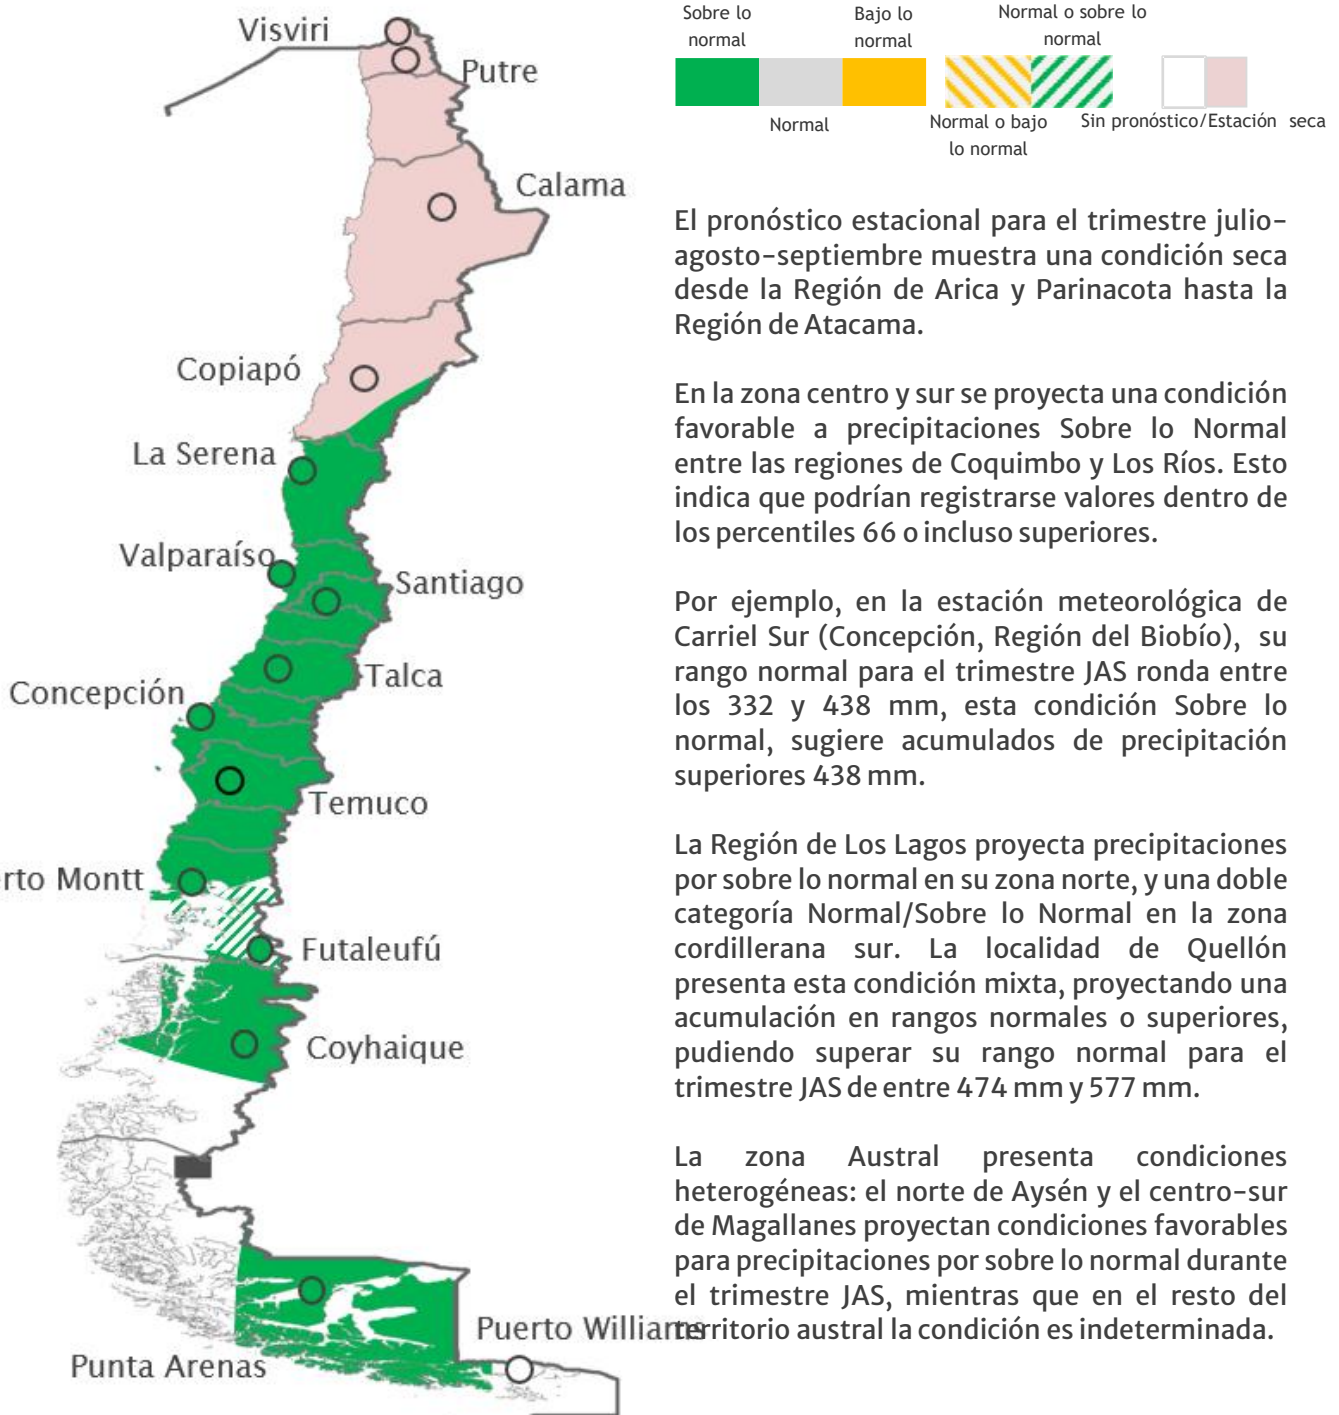 Visviri
Putre
Calama
Copiapó
La Serena
Valparaíso
Santiago
Talca
Concepción
Temuco
rto Montt
Futaleufú
Coyhaique
Puerto Williams
Punta Arenas
Sobre lo
normal
Bajo lo
normal
Normal o sobre lo
normal
Normal
Normal o bajo
lo normal
Sin pronóstico/Estación seca
El pronóstico estacional para el trimestre julio-
agosto-septiembre muestra una condición seca
desde la Región de Arica y Parinacota hasta la
Región de Atacama.
En la zona centro y sur se proyecta una condición
favorable a precipitaciones Sobre lo Normal
entre las regiones de Coquimbo y Los Ríos. Esto
indica que podrían registrarse valores dentro de
los percentiles 66 o incluso superiores.
Por ejemplo, en la estación meteorológica de
Carriel Sur (Concepción, Región del Biobío), su
rango normal para el trimestre JAS ronda entre
los 332 y 438 mm, esta condición Sobre lo
normal, sugiere acumulados de precipitación
superiores 438 mm.
La Región de Los Lagos proyecta precipitaciones
por sobre lo normal en su zona norte, y una doble
categoría Normal/Sobre lo Normal en la zona
cordillerana sur. La localidad de Quellón
presenta esta condición mixta, proyectando una
acumulación en rangos normales o superiores,
pudiendo superar su rango normal para el
trimestre JAS de entre 474 mm y 577 mm.
La zona Austral presenta condiciones
heterogéneas: el norte de Aysén y el centro-sur
de Magallanes proyectan condiciones favorables
para precipitaciones por sobre lo normal durante
el trimestre JAS, mientras que en el resto del
territorio austral la condición es indeterminada.